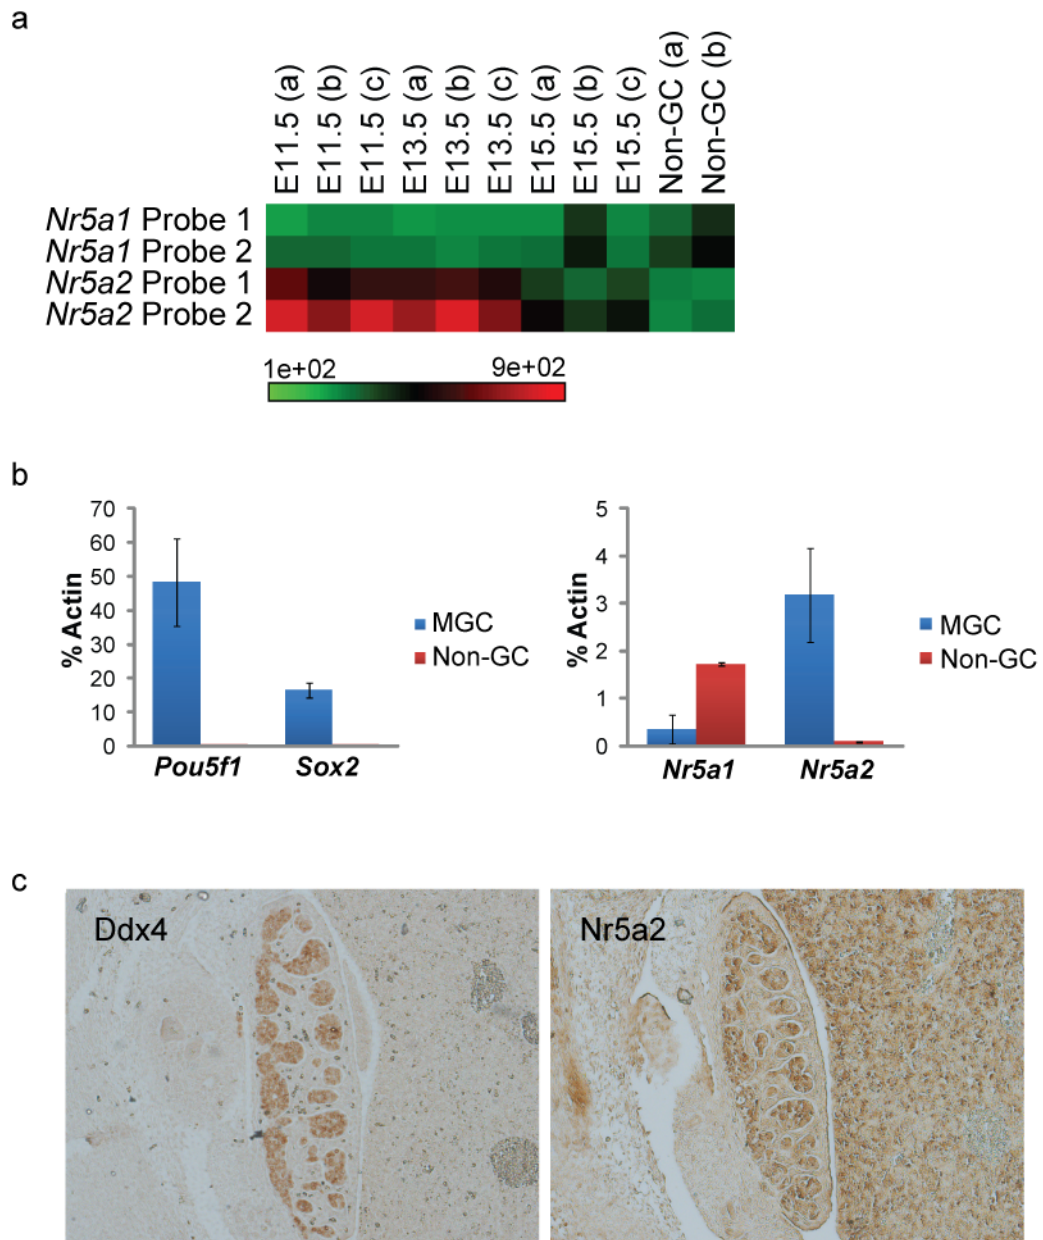 a
E11.5 (a)
E11.5 (b)
E11.5 (c)
E13.5 (a)
E13.5 (b)
E13.5 (c)
E15.5 (a)
E15.5 (b)
E15.5 (c)
Non-GC (a)
Non-GC (b)
Nr5a1 Probe 1
Nr5a1 Probe 2
Nr5a2 Probe 1
Nr5a2 Probe 2
1e+02
9e+02
b
% Actin
70
60
50
40
30
20
10
0
Pou5f1
Sox2
MGC
Non-GC
% Actin
5
4
3
2
1
0
Nr5a1
Nr5a2
MGC
Non-GC
c
Ddx4
Nr5a2